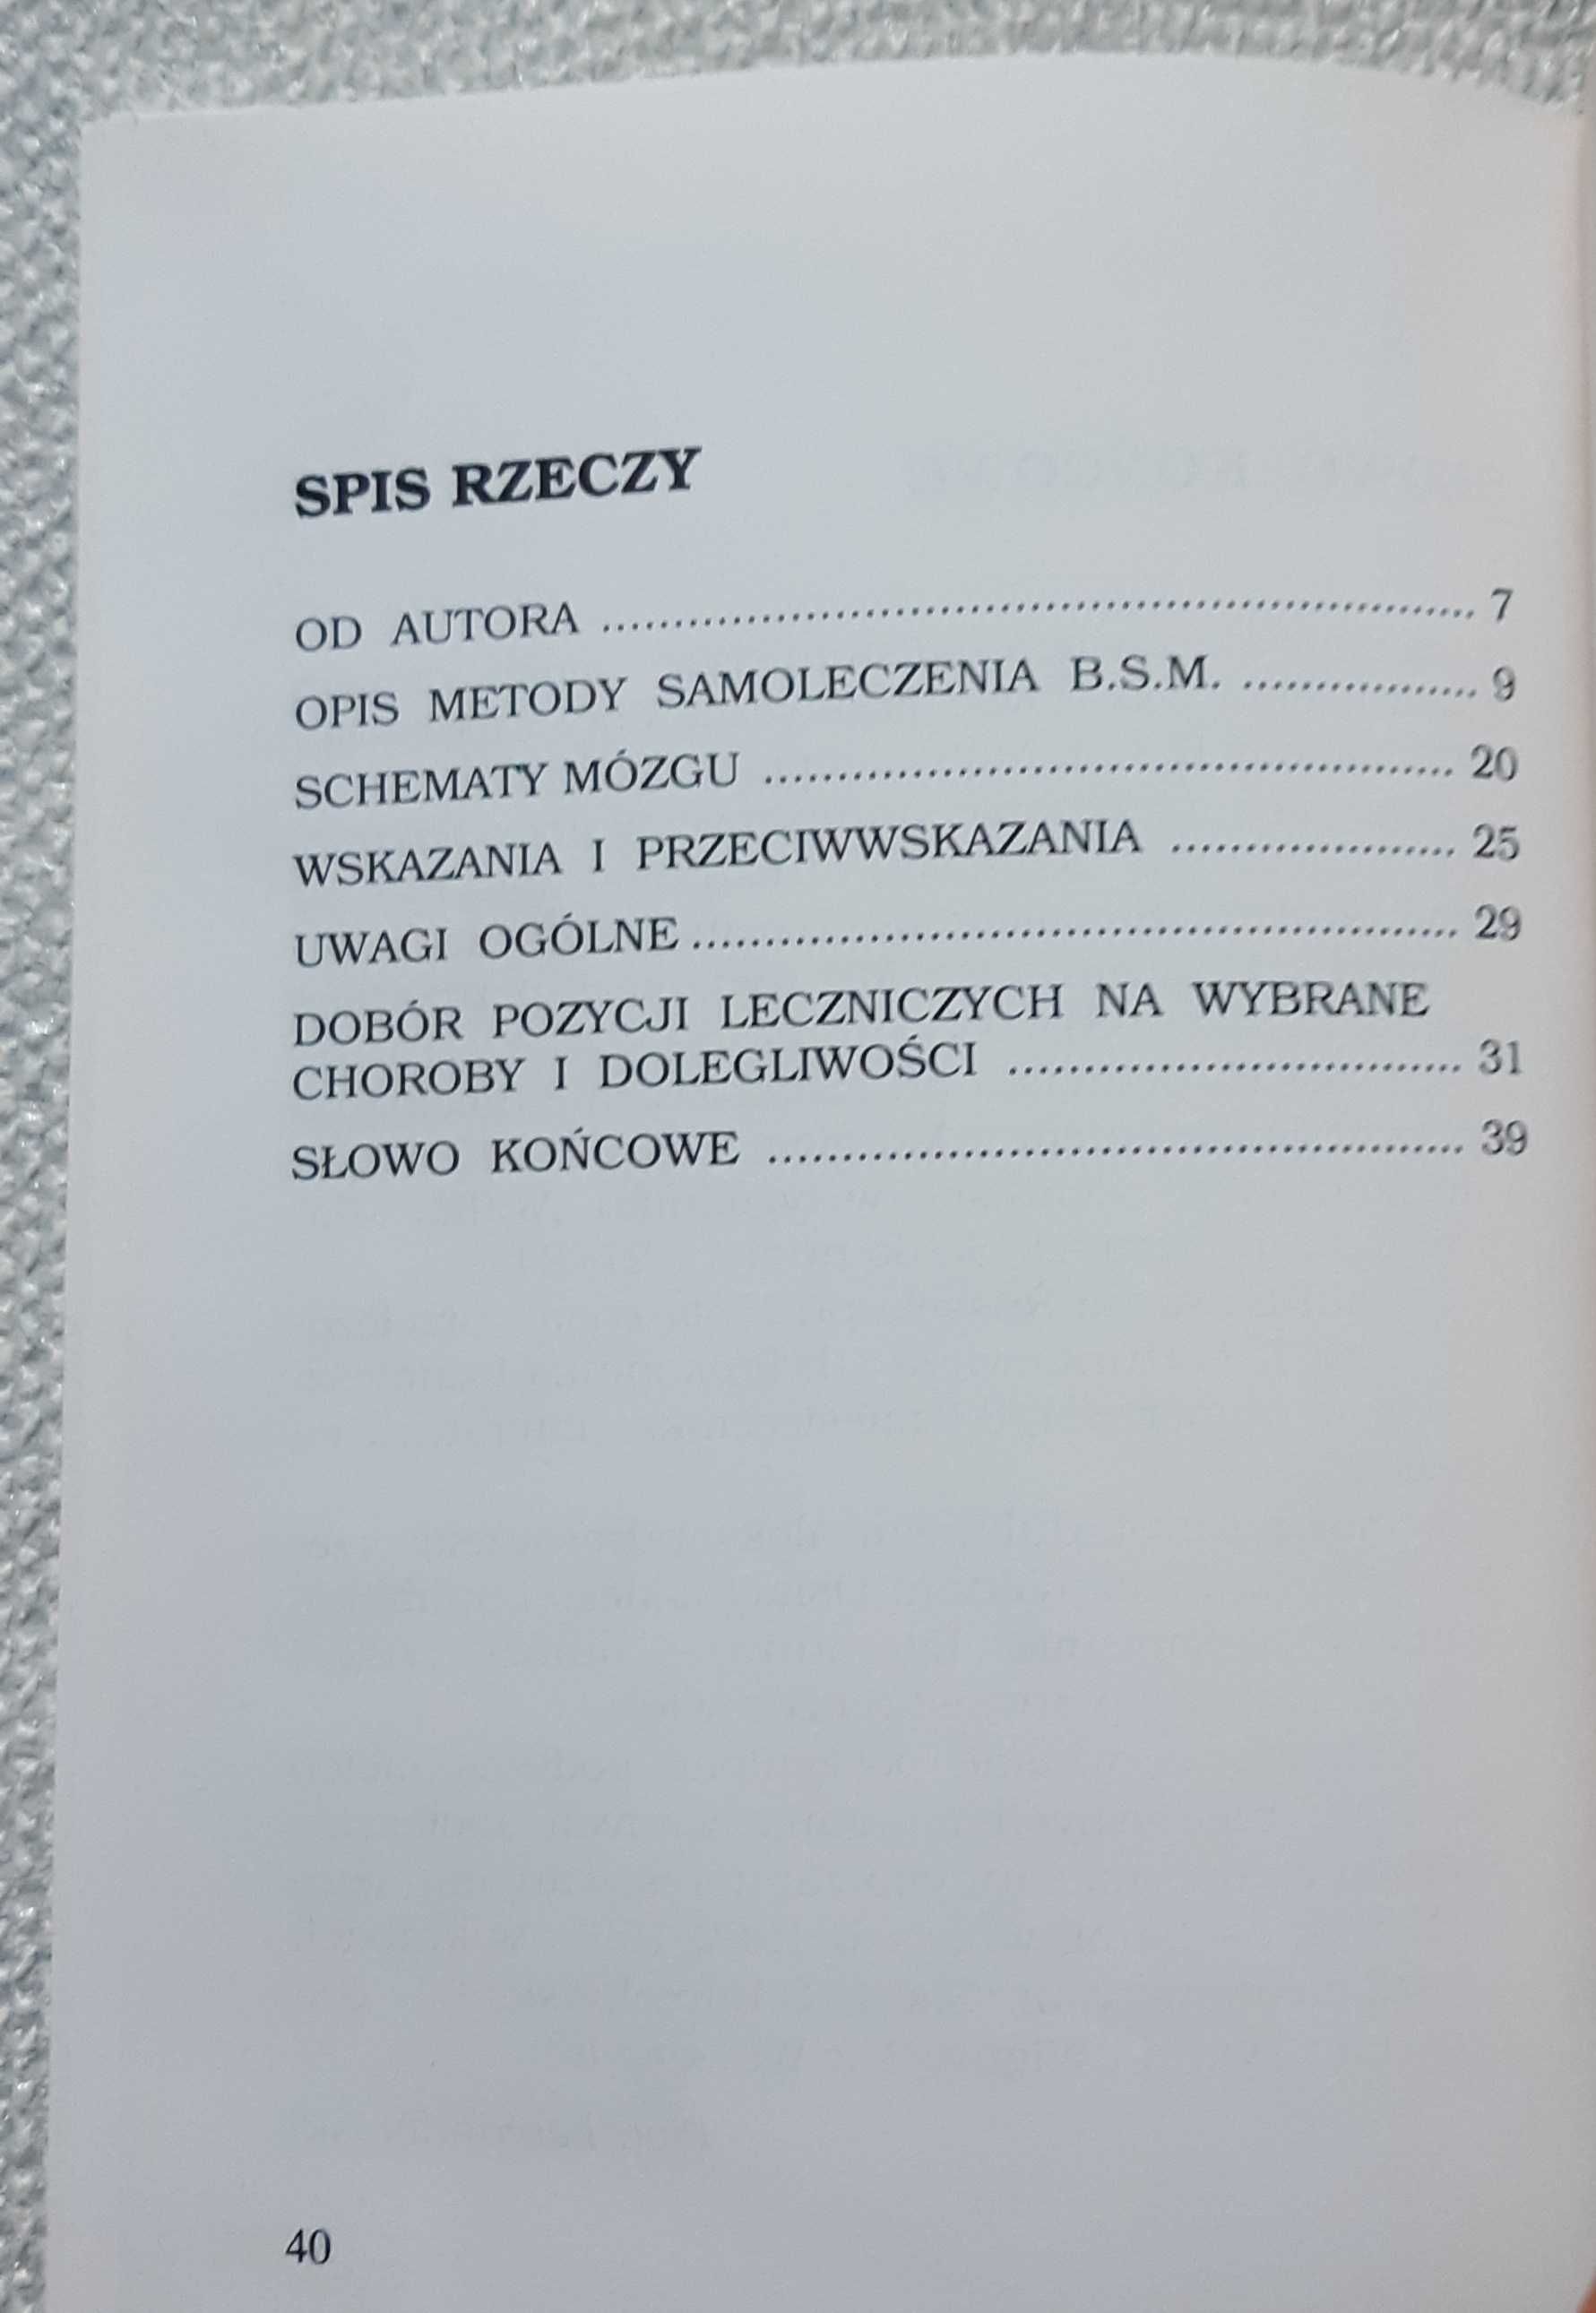 SPIS RZECZY
OD AUTORA ........................................................ 7
OPIS METODY SAMOLECZENIA B.S.M. ................. 9
SCHEMATY MÓZGU ............................................. 20
WSKAZANIA I PRZECIWWSKAZANIA ................... 25
UWAGI OGÓLNE .................................................. 29
DOBÓR POZYCJI LECZNICZYCH NA WYBRANE
CHOROBY I DOLEGLIWOŚCI .............................. 31
SŁOWO KOŃCOWE .............................................. 39
40